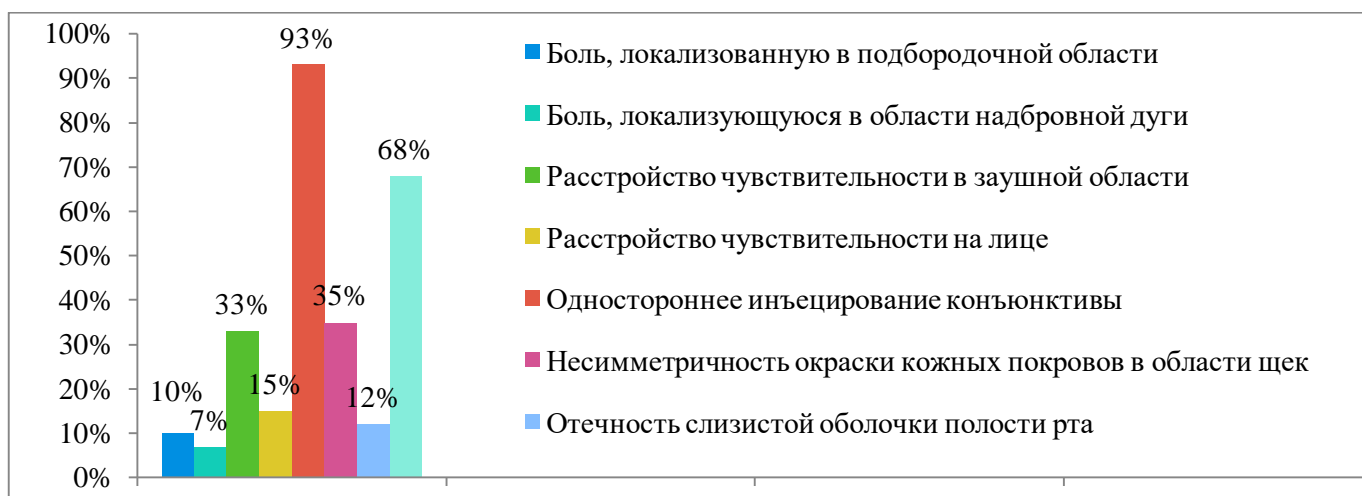 100%
90%
80%
70%
60%
50%
40%
30%
20%
10%
0%
10%
7%
33%
15%
93%
35%
12%
68%
Боль, локализованную в подбородочной области
Боль, локализующуюся в области надбровной дуги
Расстройство чувствительности в заушной области
Расстройство чувствительности на лице
Одностороннее инъецирование конъюнктивы
Несимметричность окраски кожных покровов в области щек
Отечность слизистой оболочки полости рта